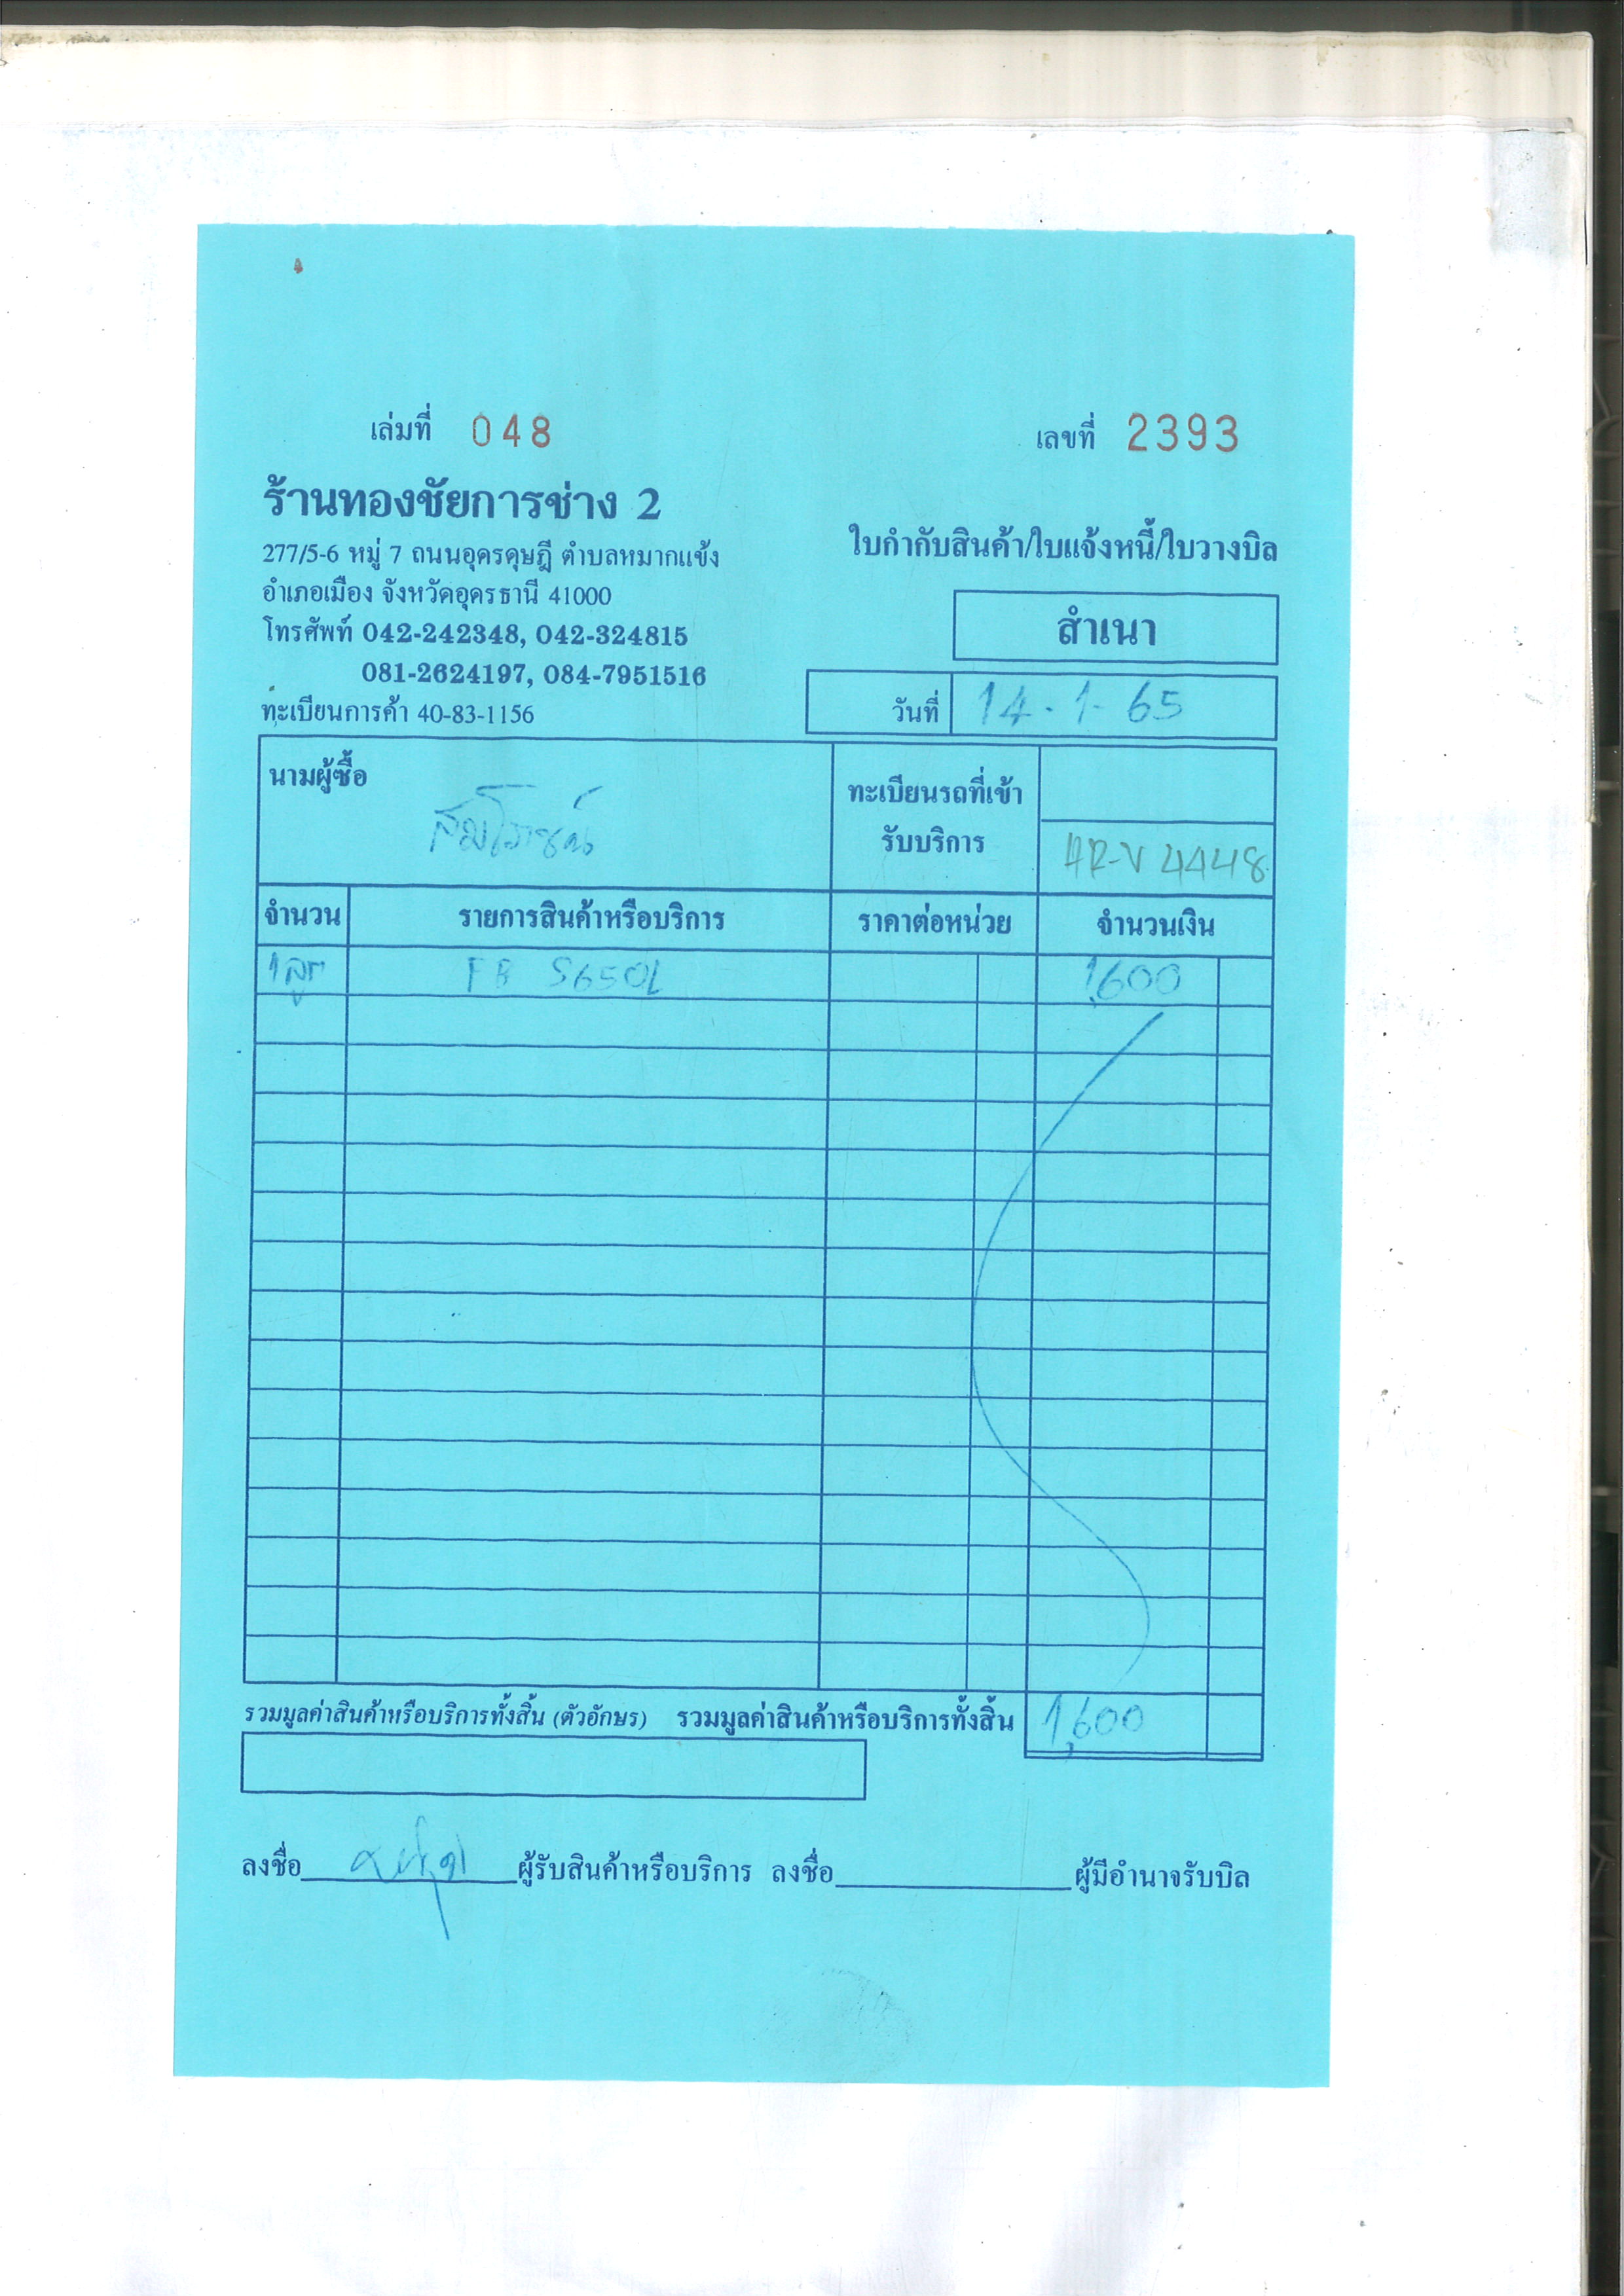 เล่มที่ 048
เลขที่ 2393
ร้านทองชัยการช่าง 2
277/5-6 หมู่ 7 ถนนอุดรดุษฎี ตำบลหมากแข้ง
อำเภอเมือง จังหวัดอุดรธานี 41000
โทรศัพท์ 042-242348, 042-324815
081-2624197, 084-7951516
ทะเบียนการค้า 40-83-1156
ใบกำกับสินค้า/ใบแจ้งหนี้/ใบวางบิล
สำเนา
วันที่ 14-1-65
นามผู้ซื้อ
ทะเบียนรถที่เข้า
รับบริการ
AR-V 4448
จำนวน รายการสินค้าหรือบริการ ราคาต่อหน่วย จำนวนเงิน
1 ลูก FB S650L 1,600
รวมมูลค่าสินค้าหรือบริการทั้งสิ้น (ตัวอักษร) รวมมูลค่าสินค้าหรือบริการทั้งสิ้น 1,600
ลงชื่อ ผู้รับสินค้าหรือบริการ ลงชื่อ ผู้มีอำนาจรับบิล